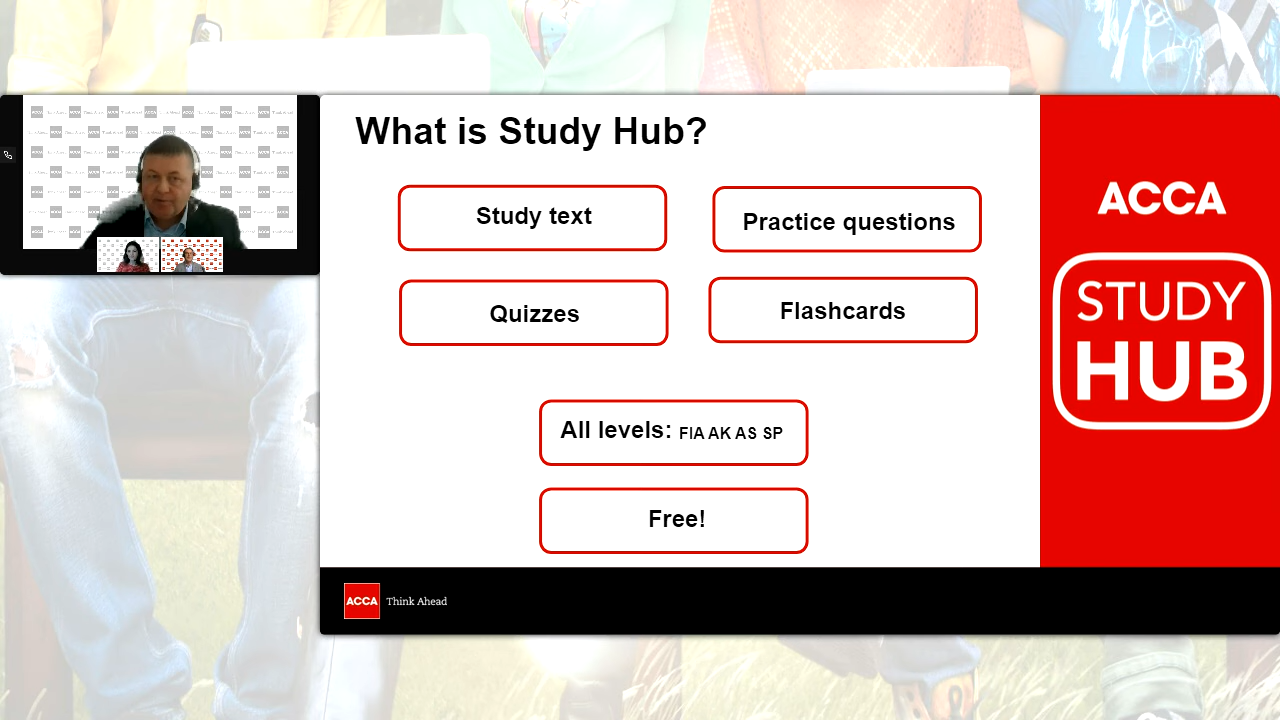 What is Study Hub?
Study text
Practice questions
Quizzes
Flashcards
All levels: FIA AK AS SP
Free!
ACCA
STUDY
HUB
ACCA Think Ahead